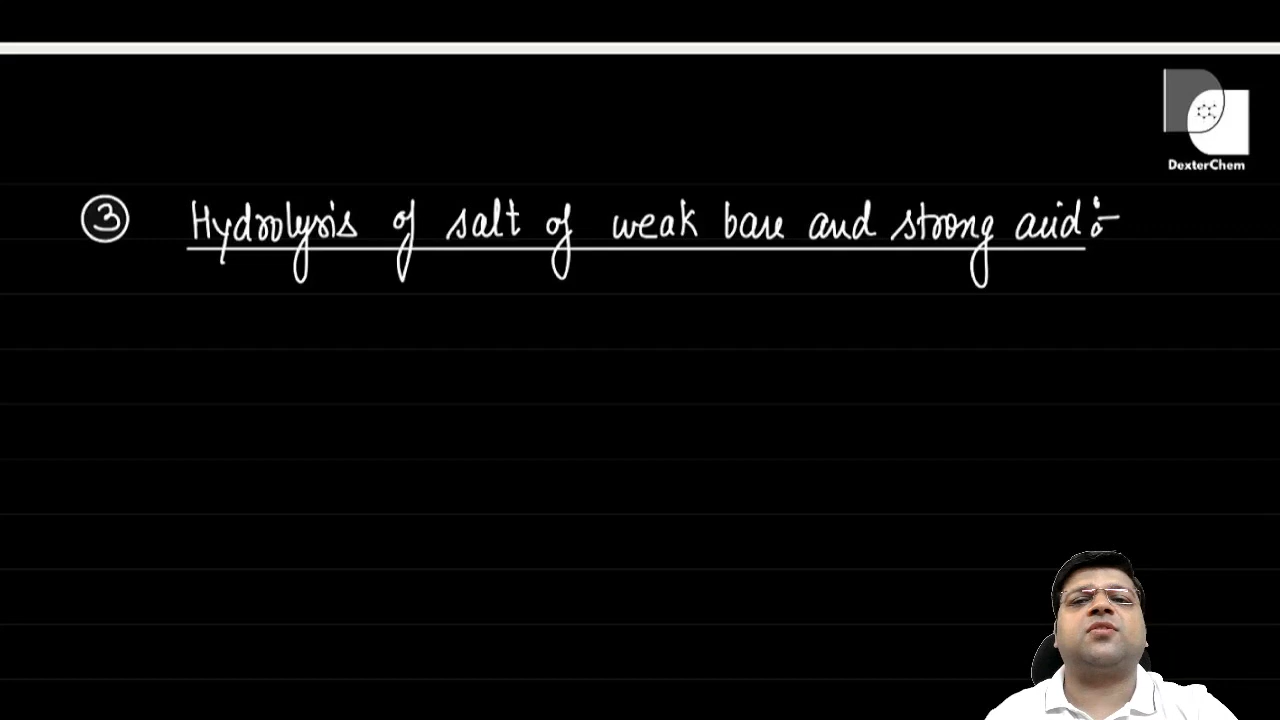 DexterChem
③ Hydrolysis of salt of weak base and strong acid:-